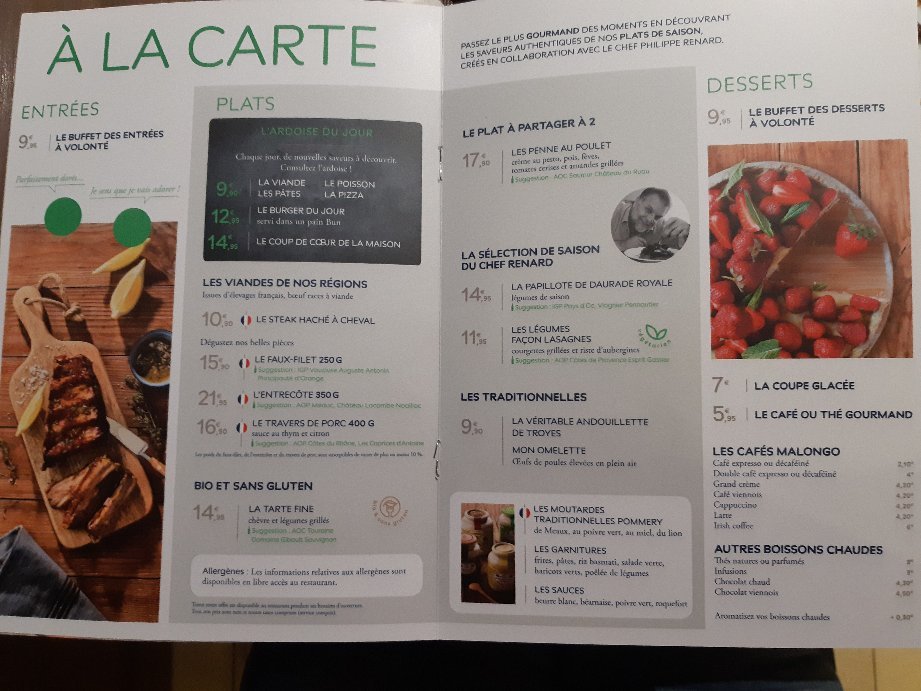 À LA CARTE
ENTRÉES
9,€95 LE BUFFET DES ENTRÉES
À VOLONTÉ
Parfaitement dorés...
Je sens que je vais adorer !
PLATS
L'ARDOISE DU JOUR
Chaque jour, de nouvelles saveurs à découvrir.
Consultez l'ardoise !
9,€90 LA VIANDE LE POISSON
LES PÂTES LA PIZZA
12,€95 LE BURGER DU JOUR
servi dans un pain Bun
14,€95 LE COUP DE CŒUR DE LA MAISON
LES VIANDES DE NOS RÉGIONS
Issues d'élevages français, bœuf races à viande
10,€90 LE STEAK HACHÉ À CHEVAL
Dégustez nos belles pièces
15,€90 LE FAUX-FILET 250 G
Suggestion : IGP Vaucluse Auguste Antonin
Principauté d'Orange
21,€95 L'ENTRECÔTE 350 G
Suggestion : AOP Médoc, Château Lacombe Noaillac
16,€90 LE TRAVERS DE PORC 400 G
sauce au thym et citron
Suggestion : AOP Côtes du Rhône, Les Caprices d'Antoine
Les poids du faux-filet, de l'entrecôte et du travers de porc sont susceptibles de varier de plus ou moins 10 %.
BIO ET SANS GLUTEN
14,€95 LA TARTE FINE
chèvre et légumes grillés
Suggestion : AOC Touraine
Domaine Gibault Sauvignon
bio & sans gluten
Allergènes : Les informations relatives aux allergènes sont
disponibles en libre accès au restaurant.
PASSEZ LE PLUS GOURMAND DES MOMENTS EN DÉCOUVRANT
LES SAVEURS AUTHENTIQUES DE NOS PLATS DE SAISON,
CRÉÉS EN COLLABORATION AVEC LE CHEF PHILIPPE RENARD.
LE PLAT À PARTAGER À 2
17,€90 LES PENNE AU POULET
crème au pesto, pois, fèves,
tomates cerises et amandes grillées
Suggestion : AOC Saumur Château du
LA SÉLECTION DE SAISON
DU CHEF RENARD
14,€95 LA PAPILLOTE DE DAURADE ROYALE
légumes de saison
Suggestion : IGP Pays d'Oc, Viognier Pennautier
11,€95 LES LÉGUMES
FAÇON LASAGNES
courgettes grillées et riste d'aubergines
Suggestion : AOP Côtes de Provence Esprit Gassier
végétarien
LES TRADITIONNELLES
9,€90 LA VÉRITABLE ANDOUILLETTE
DE TROYES
MON OMELETTE
Œufs de poules élevées en plein air
LES MOUTARDES
TRADITIONNELLES POMMERY
de Meaux, au poivre vert, au miel, du lion
LES GARNITURES
frites, pâtes, riz basmati, salade verte,
haricots verts, poêlée de légumes
LES SAUCES
beurre blanc, béarnaise, poivre vert, roquefort
DESSERTS
9,€95 LE BUFFET DES DESSERTS
À VOLONTÉ
7€ LA COUPE GLACÉE
5,€95 LE CAFÉ OU THÉ GOURMAND
LES CAFÉS MALONGO
Café expresso ou décaféiné 2,10€
Double café expresso ou décaféiné 4€
Grand crème 4,20€
Café viennois 4,20€
Cappuccino 4,20€
Latte 4,20€
Irish coffee 6€
AUTRES BOISSONS CHAUDES
Thés natures ou parfumés 3€
Infusions 3€
Chocolat chaud 4,20€
Chocolat viennois 4,90€
Aromatisez vos boissons chaudes + 0,30€